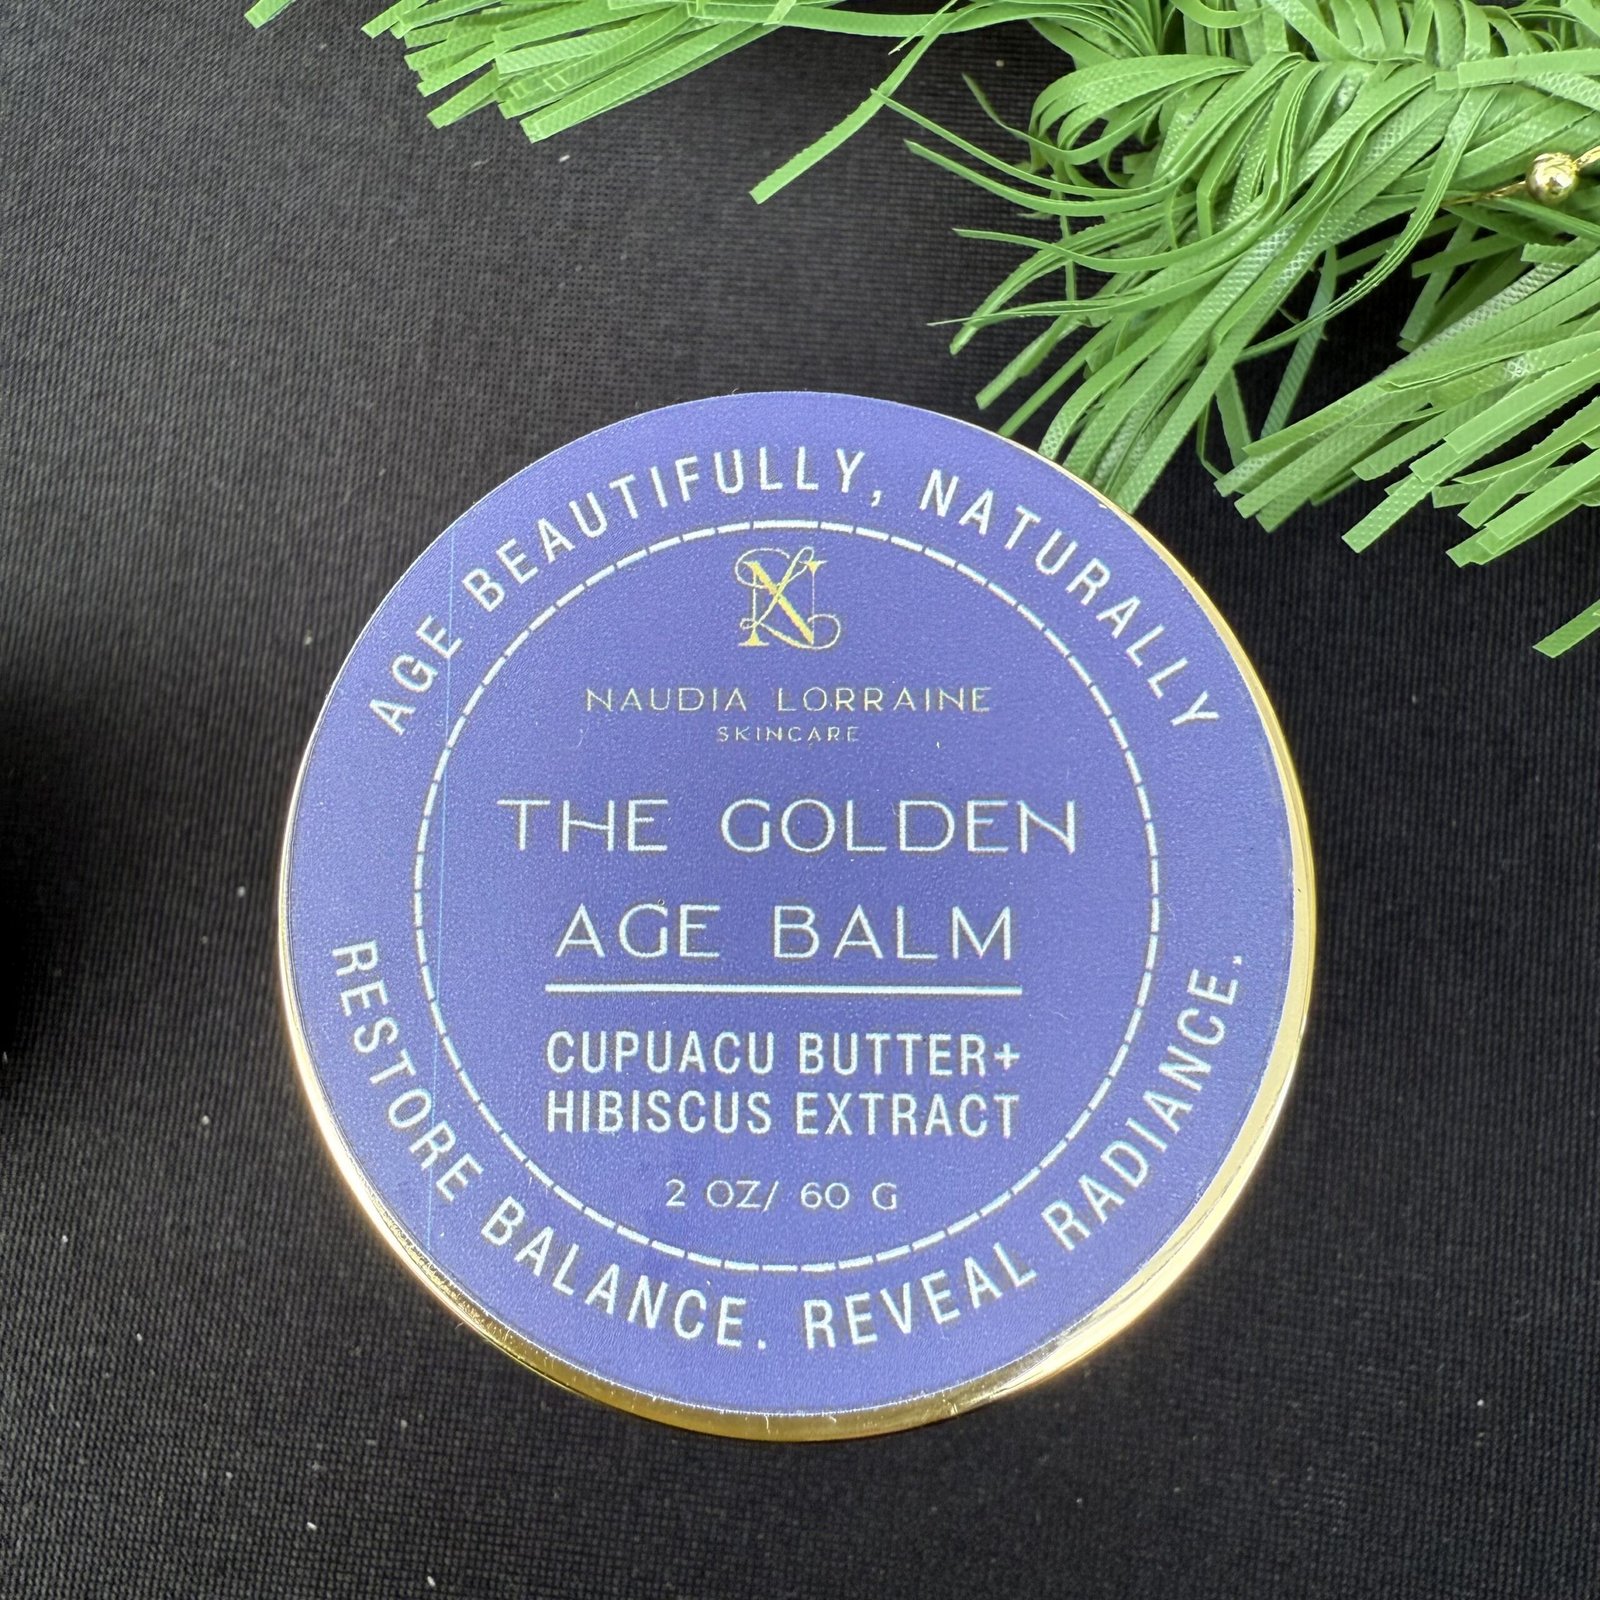 AGE BEAUTIFULLY, NATURALLY
NL
NAUDIA LORRAINE
SKINCARE
THE GOLDEN
AGE BALM
CUPUACU BUTTER+
HIBISCUS EXTRACT
2 OZ/ 60 G
RESTORE BALANCE. REVEAL RADIANCE.